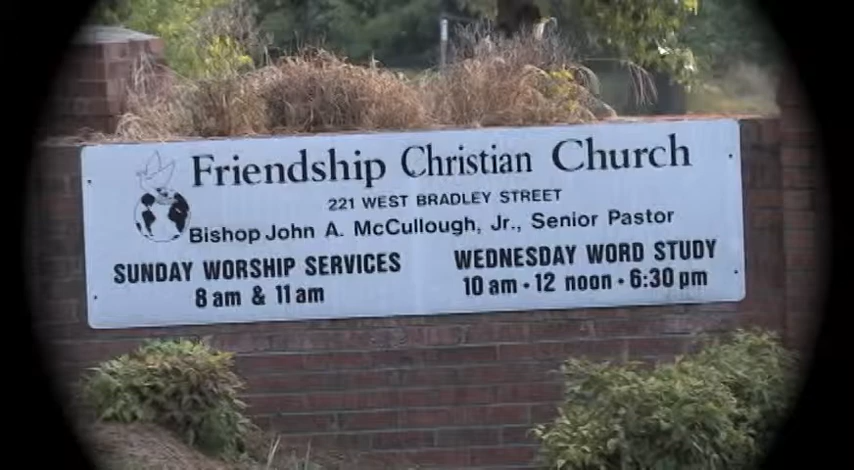 Friendship Christian Church
221 WEST BRADLEY STREET
Bishop John A. McCullough, Jr., Senior Pastor
SUNDAY WORSHIP SERVICES
8 am & 11 am
WEDNESDAY WORD STUDY
10 am • 12 noon • 6:30 pm